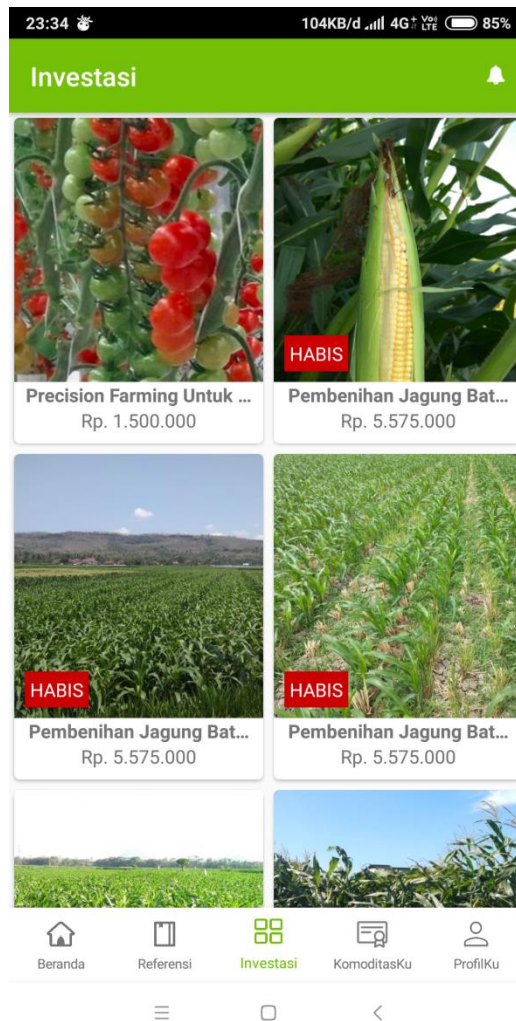 23:34
104KB/d 4G+ Vo) LTE 85%
Investasi
HABIS
Precision Farming Untuk ...
Rp. 1.500.000
Pembenihan Jagung Bat...
Rp. 5.575.000
HABIS
HABIS
Pembenihan Jagung Bat...
Rp. 5.575.000
Pembenihan Jagung Bat...
Rp. 5.575.000
Beranda
Referensi
Investasi
KomoditasKu
ProfilKu